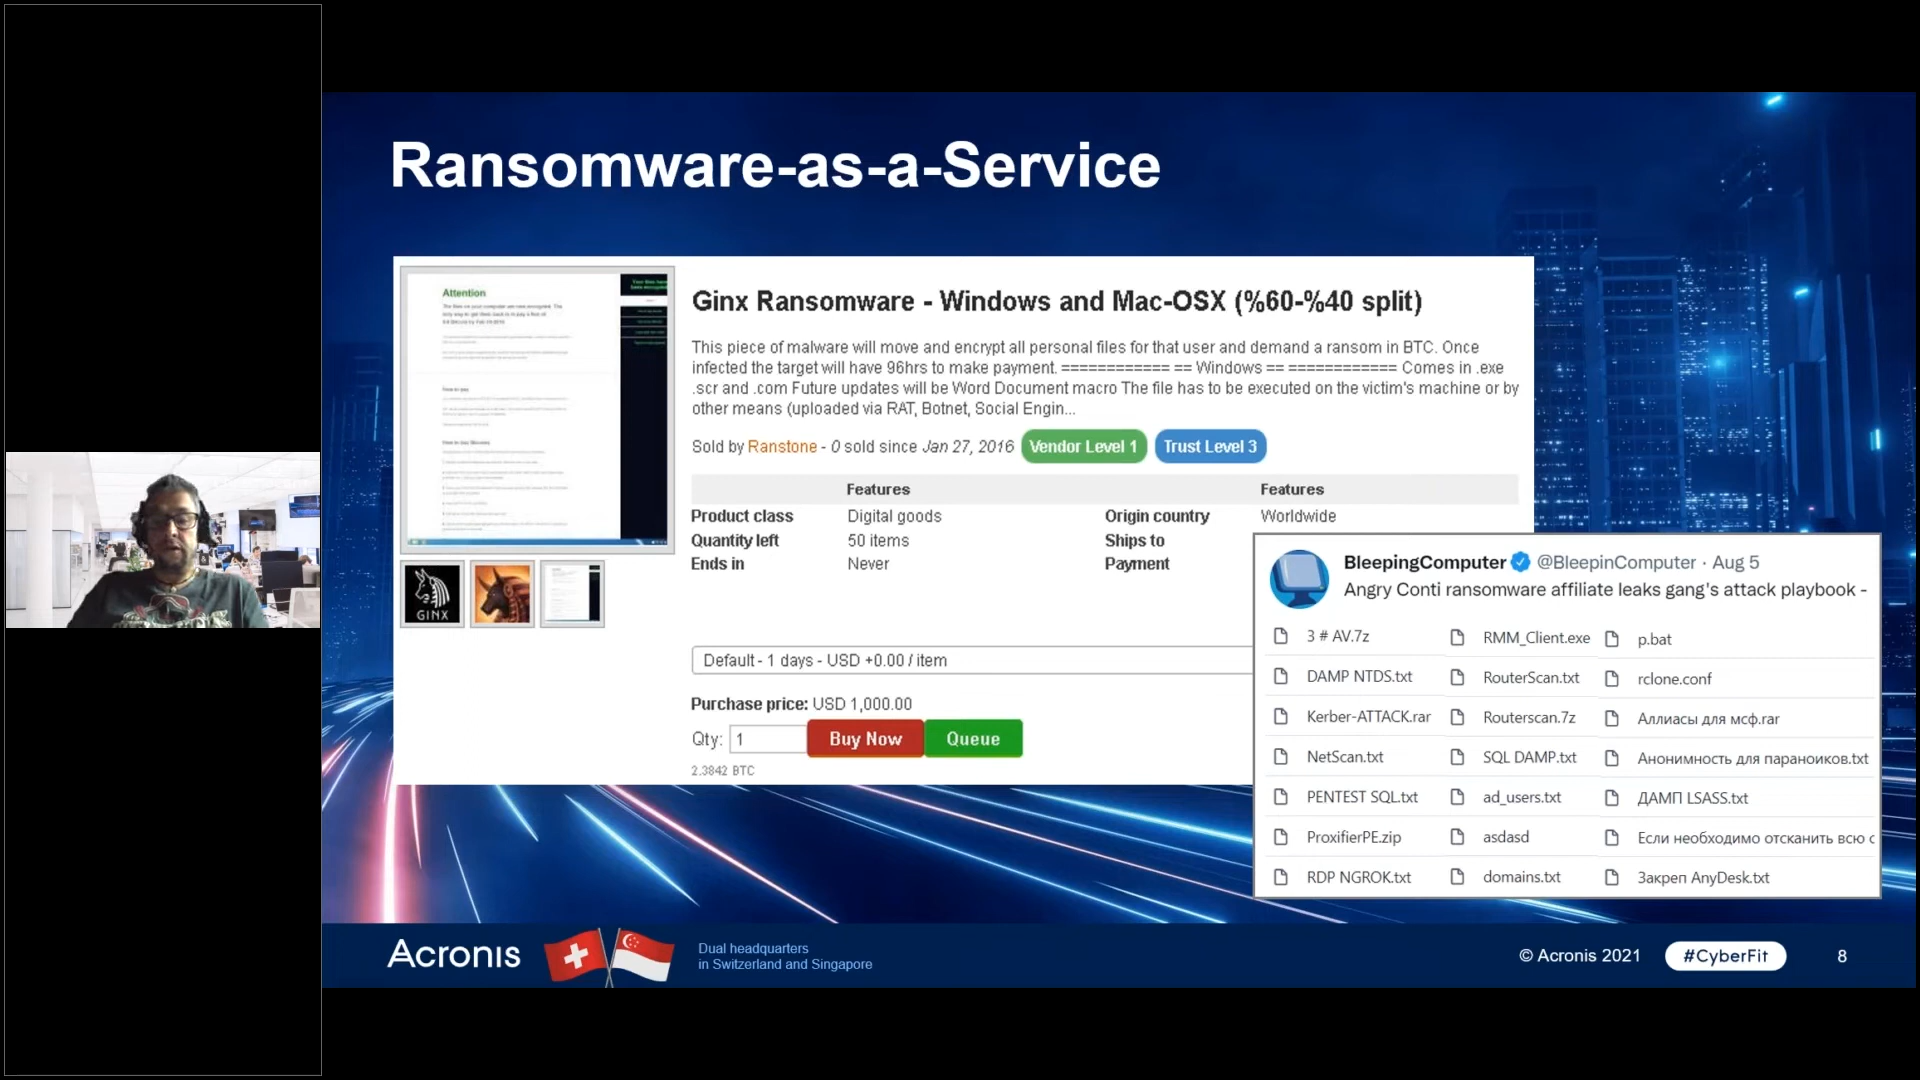 Ransomware-as-a-Service
Attention
GINX
Ginx Ransomware - Windows and Mac-OSX (%60-%40 split)
This piece of malware will move and encrypt all personal files for that user and demand a ransom in BTC. Once
infected the target will have 96hrs to make payment. ============ == Windows == ============ Comes in .exe
.scr and .com Future updates will be Word Document macro The file has to be executed on the victim's machine or by
other means (uploaded via RAT, Botnet, Social Engin...
Sold by Ranstone - 0 sold since Jan 27, 2016 Vendor Level 1 Trust Level 3
Features Features
Product class Digital goods Origin country Worldwide
Quantity left 50 items Ships to
Ends in Never Payment
Default - 1 days - USD +0.00 / item
Purchase price: USD 1,000.00
Qty: 1 Buy Now Queue
2.3842 BTC
BleepingComputer @BleepinComputer · Aug 5
Angry Conti ransomware affiliate leaks gang's attack playbook -
3 # AV.7z RMM_Client.exe p.bat
DAMP NTDS.txt RouterScan.txt rclone.conf
Kerber-ATTACK.rar Routerscan.7z Аллиасы для мсф.rar
NetScan.txt SQL DAMP.txt Анонимность для параноиков.txt
PENTEST SQL.txt ad_users.txt ДАМП LSASS.txt
ProxifierPE.zip asdasd Если необходимо отсканить всю с
RDP NGROK.txt domains.txt Закреп AnyDesk.txt
Acronis
Dual headquarters
in Switzerland and Singapore
© Acronis 2021 #CyberFit 8